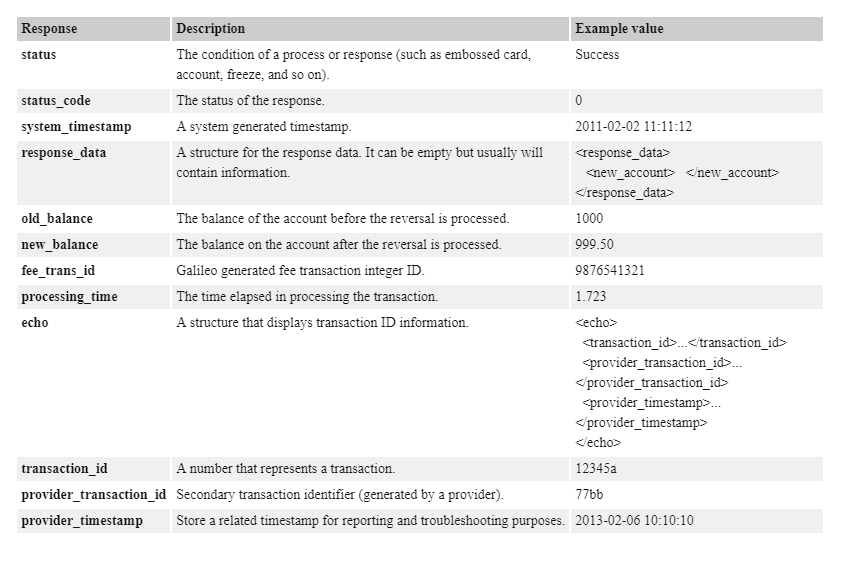 Response Description Example value
status The condition of a process or response (such as embossed card, Success
account, freeze, and so on).
status_code The status of the response. 0
system_timestamp A system generated timestamp. 2011-02-02 11:11:12
response_data A structure for the response data. It can be empty but usually will <response_data>
contain information. <new_account> </new_account>
</response_data>
old_balance The balance of the account before the reversal is processed. 1000
new_balance The balance on the account after the reversal is processed. 999.50
fee_trans_id Galileo generated fee transaction integer ID. 9876541321
processing_time The time elapsed in processing the transaction. 1.723
echo A structure that displays transaction ID information. <echo>
<transaction_id>...</transaction_id>
<provider_transaction_id>...
</provider_transaction_id>
<provider_timestamp>...
</provider_timestamp>
</echo>
transaction_id A number that represents a transaction. 12345a
provider_transaction_id Secondary transaction identifier (generated by a provider). 77bb
provider_timestamp Store a related timestamp for reporting and troubleshooting purposes. 2013-02-06 10:10:10